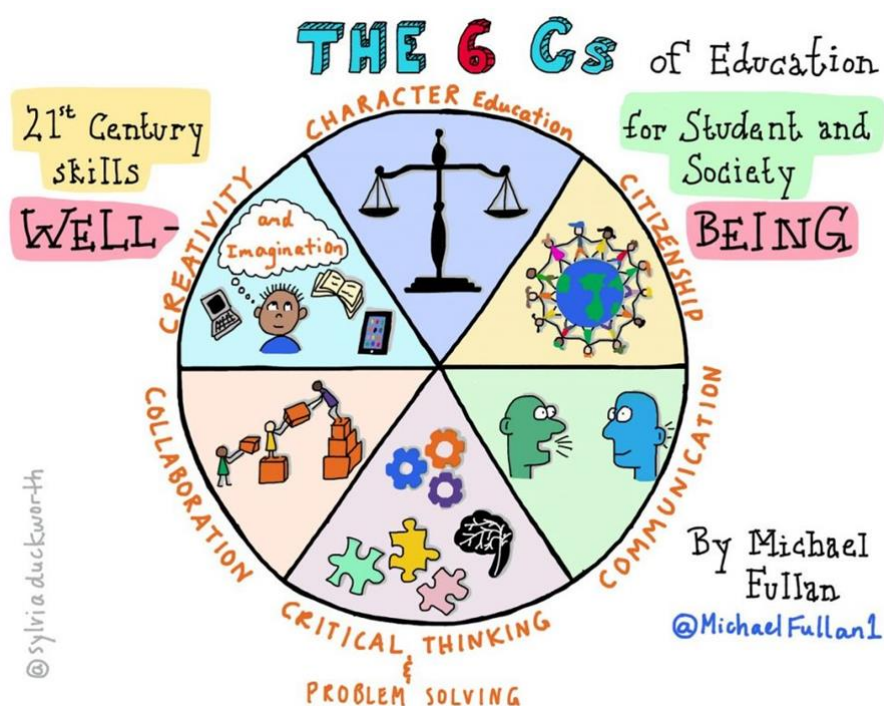 THE 6 Cs of Education
21st Century
skills
WELL-
for Student and
Society
BEING
CHARACTER Education
CITIZENSHIP
COMMUNICATION
CRITICAL THINKING
&
PROBLEM SOLVING
COLLABORATION
CREATIVITY
and
Imagination
By Michael
Fullan
@MichaelFullan1
@sylviaduckworth